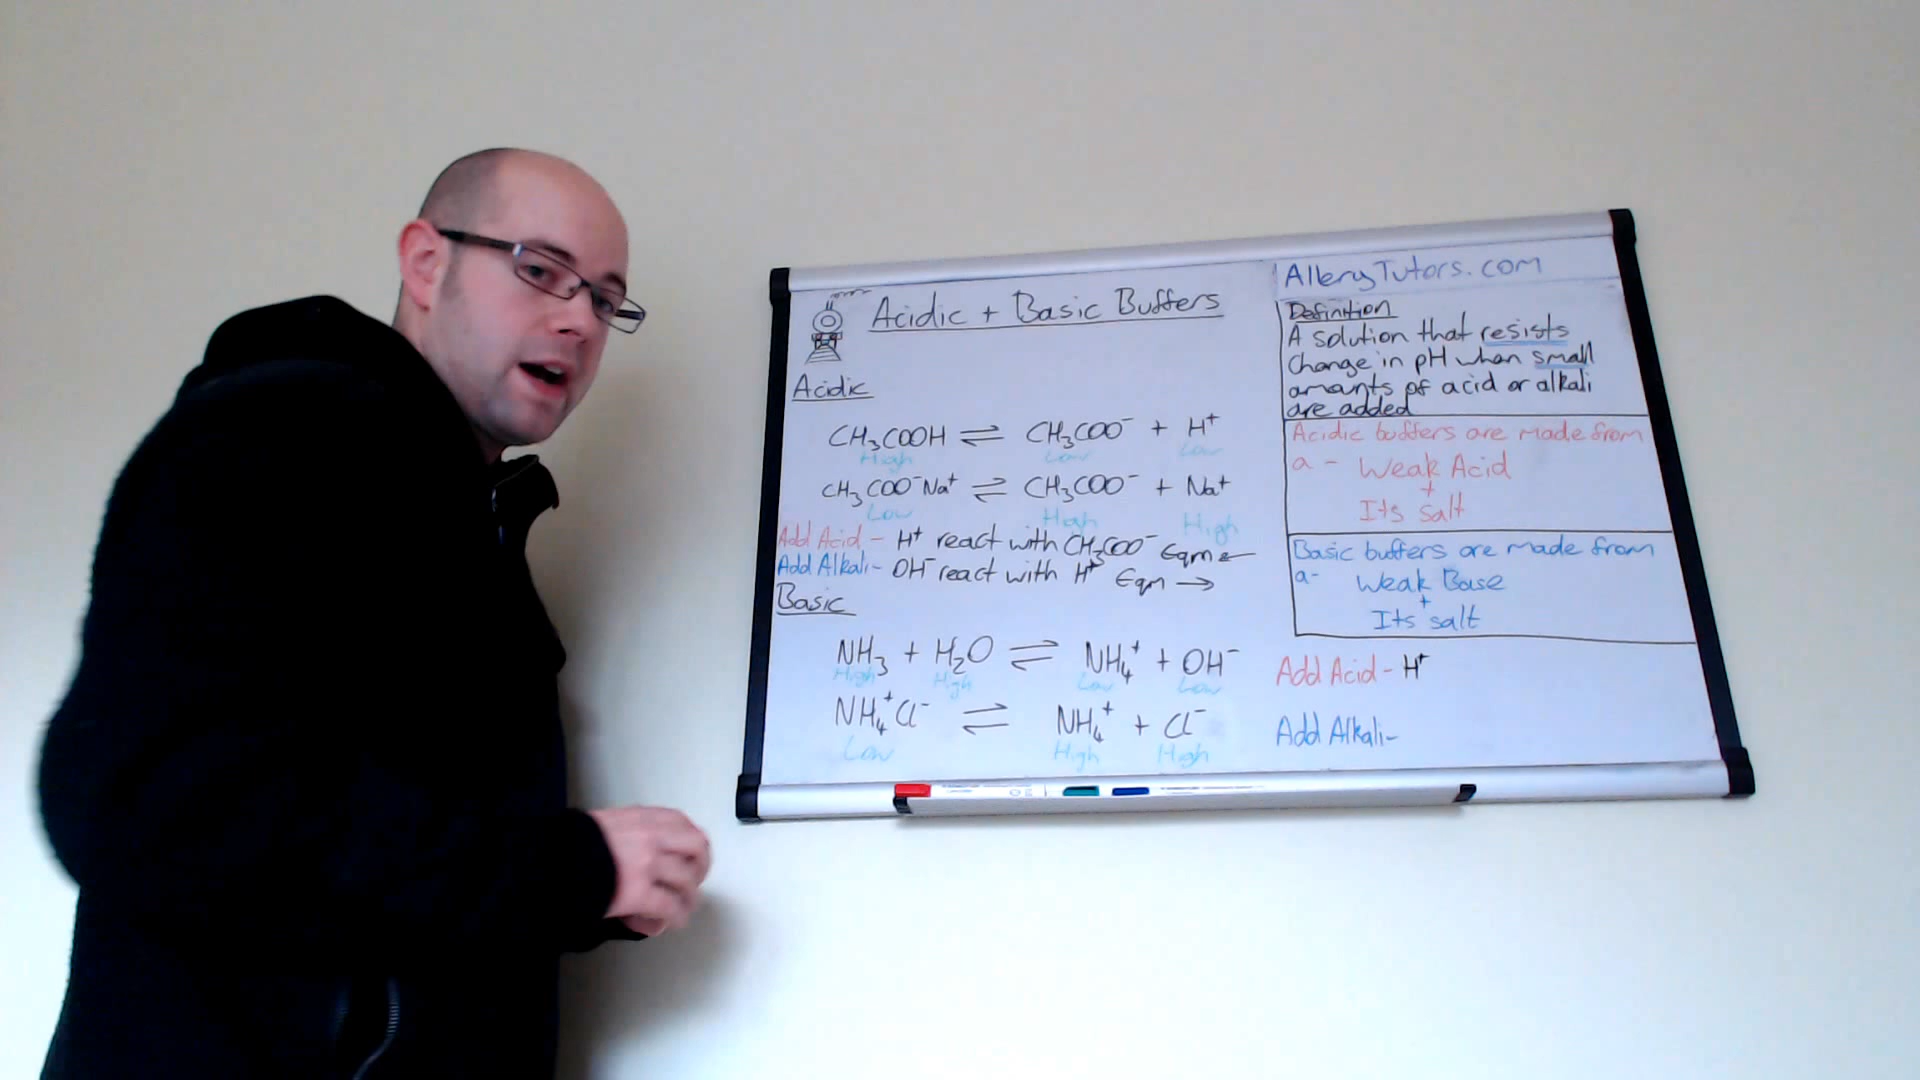 Acidic + Basic Buffers
Acidic
CH₃COOH ⇌ CH₃COO⁻ + H⁺
High Low Low
CH₃COO⁻Na⁺ ⇌ CH₃COO⁻ + Na⁺
Low High High
Add Acid - H⁺ react with CH₃COO⁻ Eqm ←
Add Alkali - OH⁻ react with H⁺ Eqm →
Basic
NH₃ + H₂O ⇌ NH₄⁺ + OH⁻
High High Low Low
NH₄⁺Cl⁻ ⇌ NH₄⁺ + Cl⁻
Low High High
AlleryTutors.com
Definition
A solution that resists
change in pH when small
amounts of acid or alkali
are added
Acidic buffers are made from
a - Weak Acid
+
Its salt
Basic buffers are made from
a - Weak Base
+
Its salt
Add Acid - H⁺
Add Alkali -